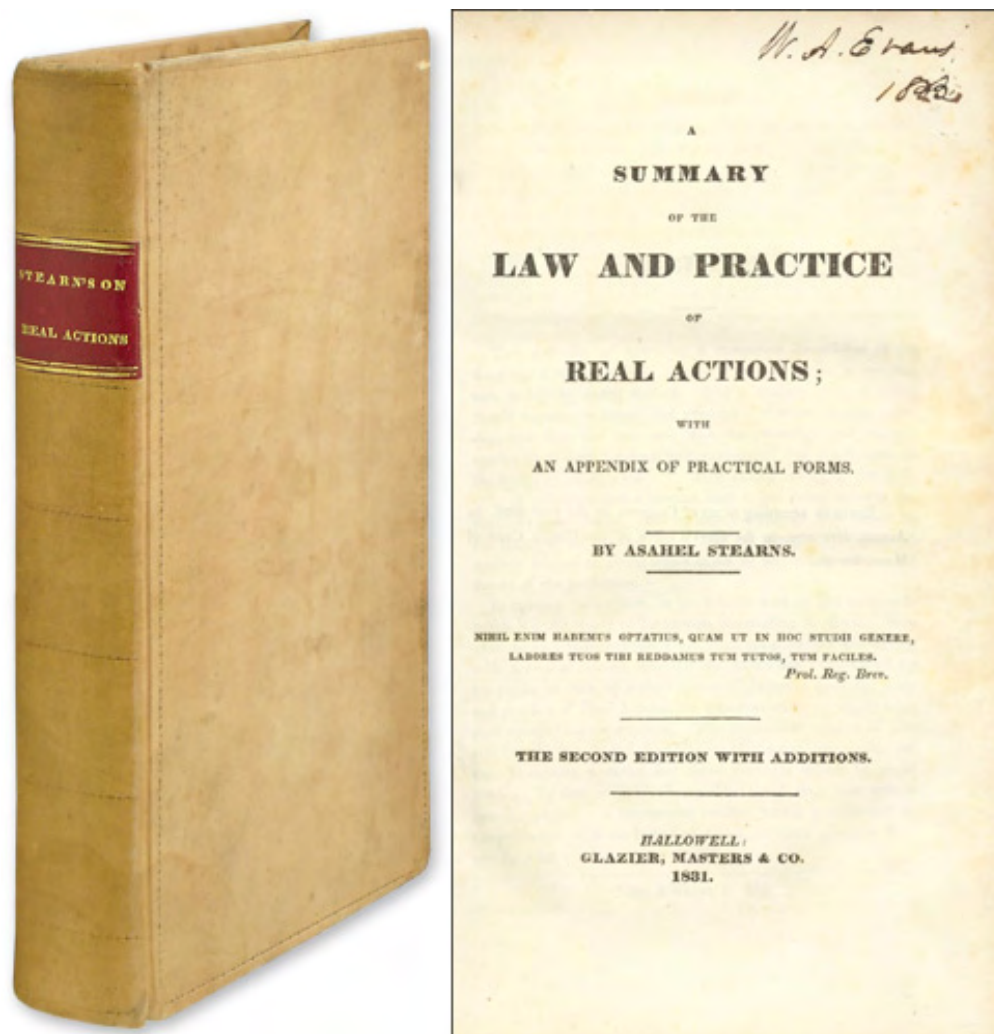 STEARN'S ON
REAL ACTIONS
W. A. Evans
A
SUMMARY
OF THE
LAW AND PRACTICE
OF
REAL ACTIONS;
WITH
AN APPENDIX OF PRACTICAL FORMS.
BY ASAHEL STEARNS.
NIHIL ENIM HABEMUS OPTATIUS, QUAM UT IN HOC STUDII GENERE,
LABORES TUOS TIBI REDDAMUS TUM TUTOS, TUM FACILES.
Prol. Reg. Brev.
THE SECOND EDITION WITH ADDITIONS.
HALLOWELL:
GLAZIER, MASTERS & CO.
1831.